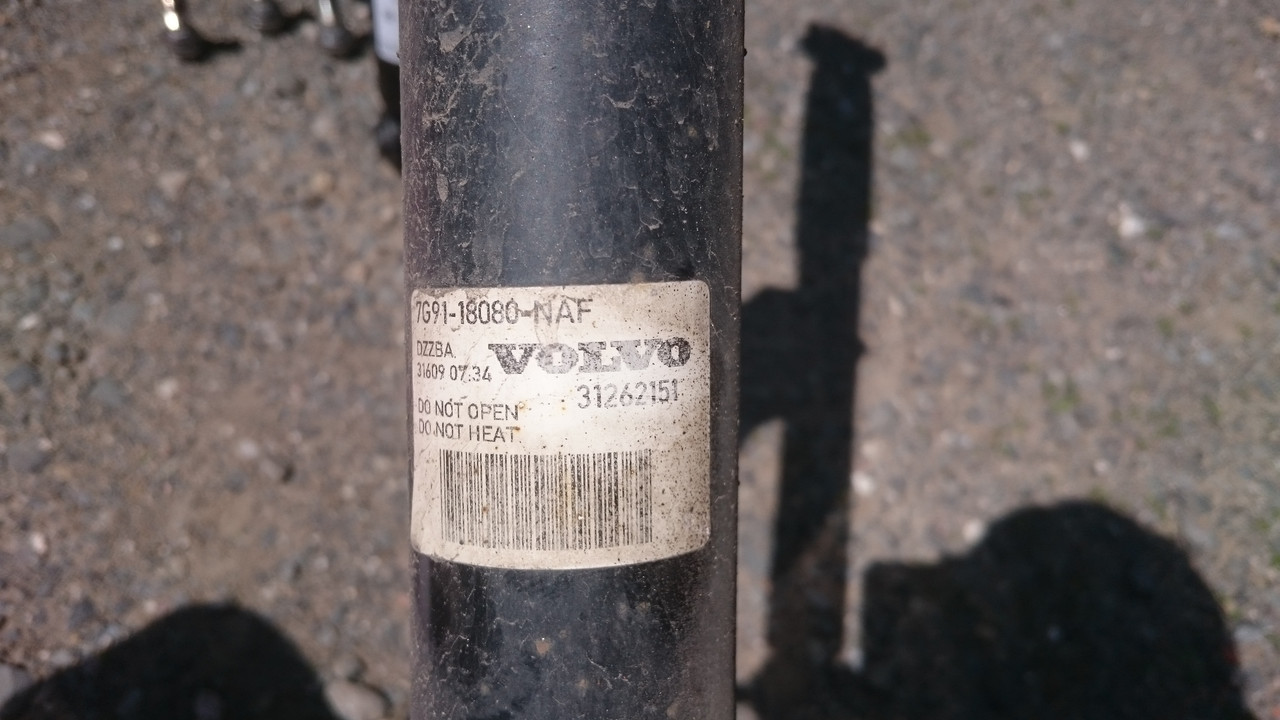 7G91-18080-NAF
DZZBA.
VOLVO
31609 07:34
31262151
DO NOT OPEN
DO NOT HEAT